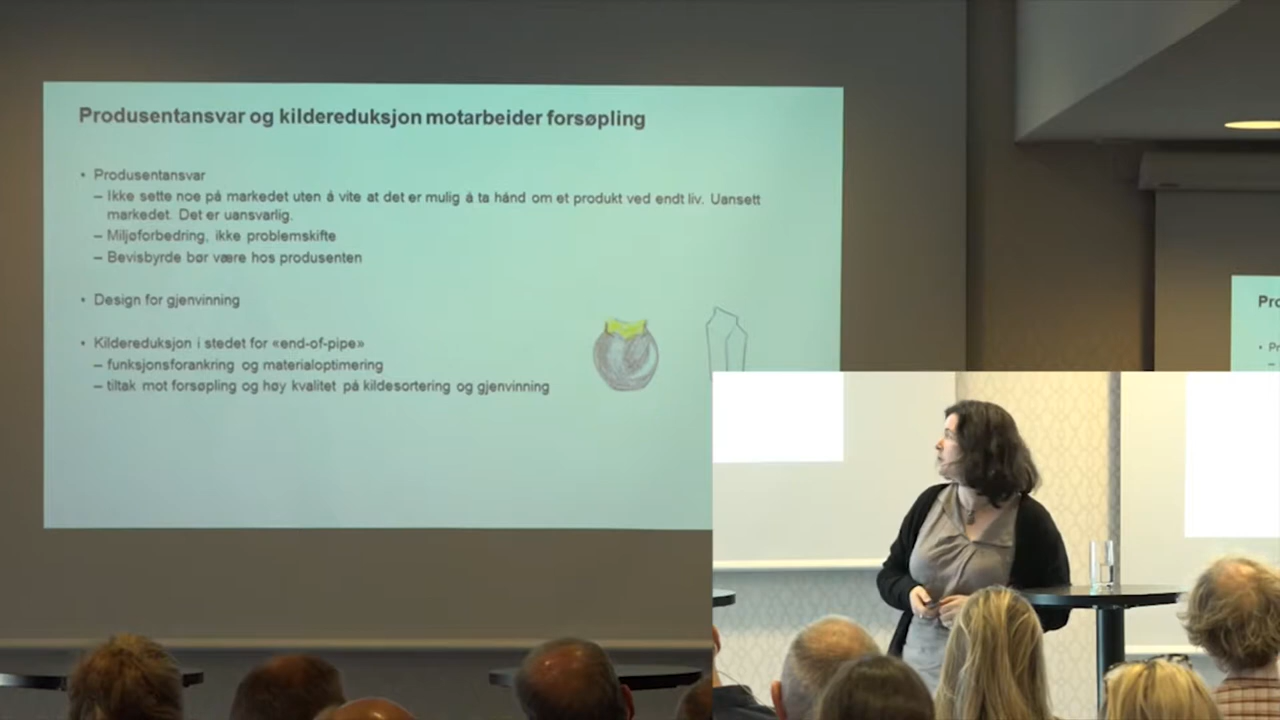 Produsentansvar og kildereduksjon motarbeider forsøpling
• Produsentansvar
– Ikke sette noe på markedet uten å vite at det er mulig å ta hånd om et produkt ved endt liv. Uansett
markedet. Det er uansvarlig.
– Miljøforbedring, ikke problemskifte
– Bevisbyrde bør være hos produsenten
• Design for gjenvinning
• Kildereduksjon i stedet for «end-of-pipe»
– funksjonsforankring og materialoptimering
– tiltak mot forsøpling og høy kvalitet på kildesortering og gjenvinning